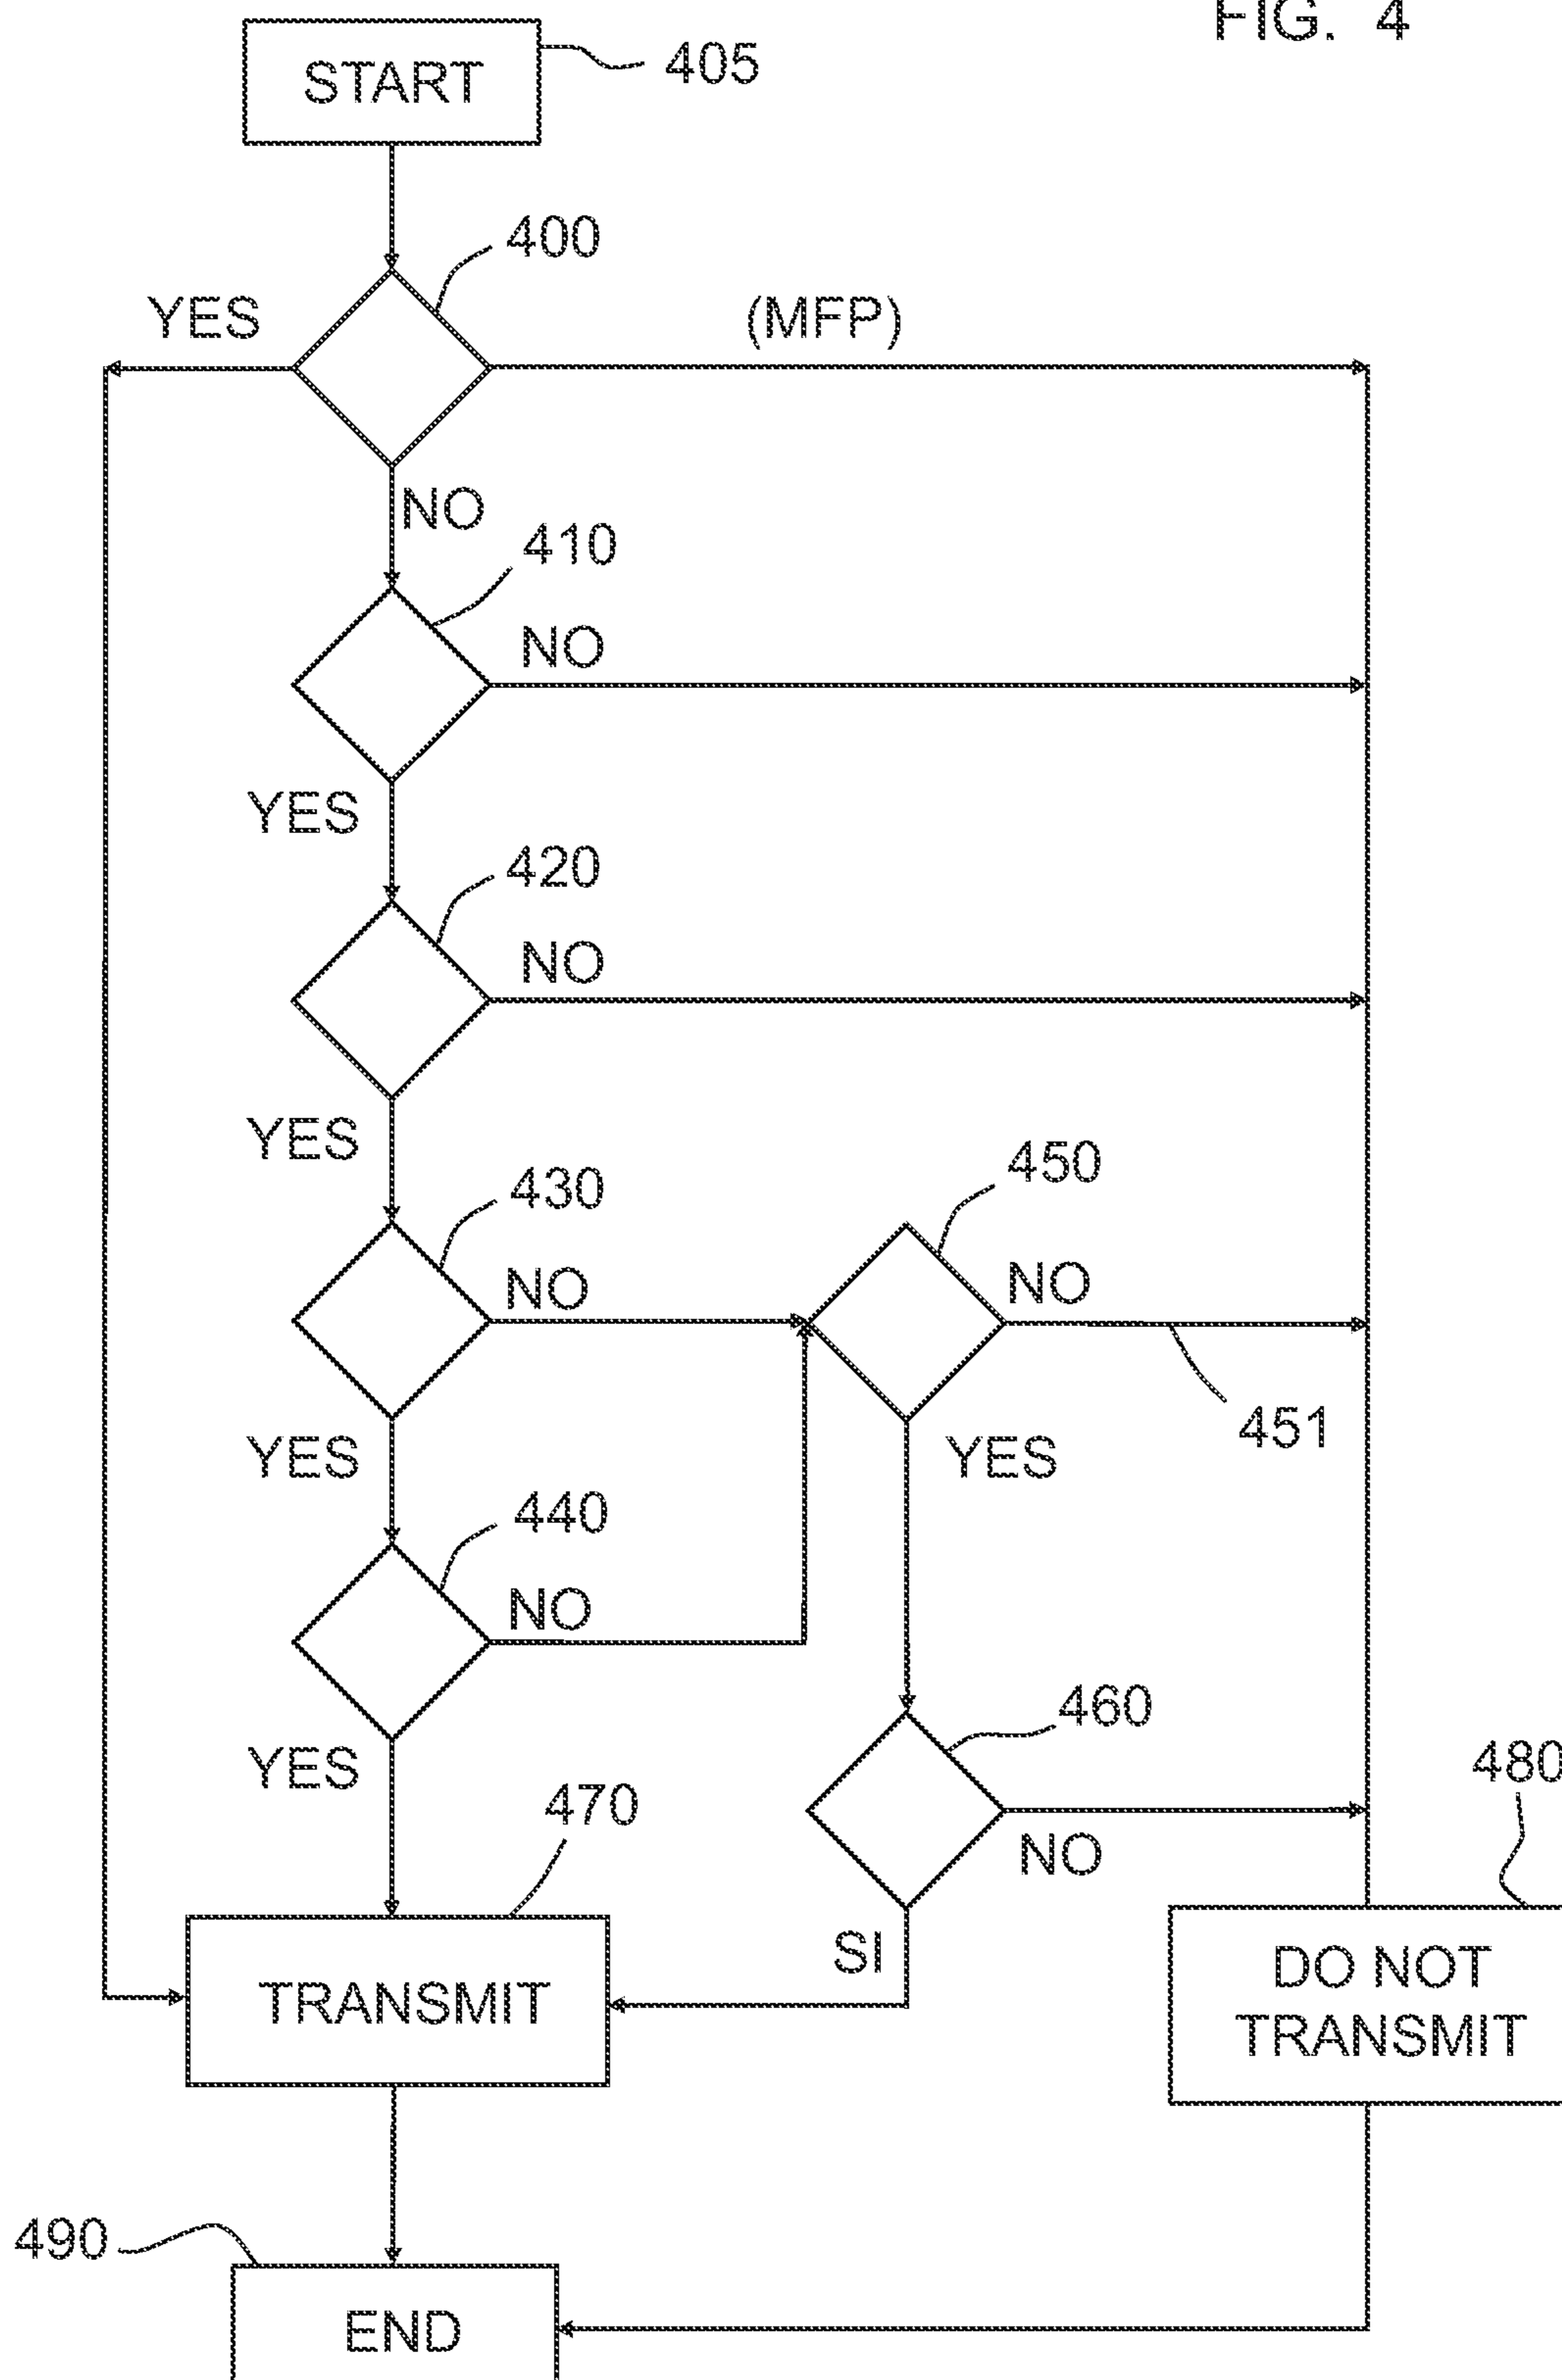 FIG. 4
START
405
400
YES
(MFP)
NO
410
NO
YES
420
NO
YES
430
450
NO
NO
451
YES
YES
440
NO
460
YES
480
470
NO
SI
DO NOT
TRANSMIT
TRANSMIT
490
END